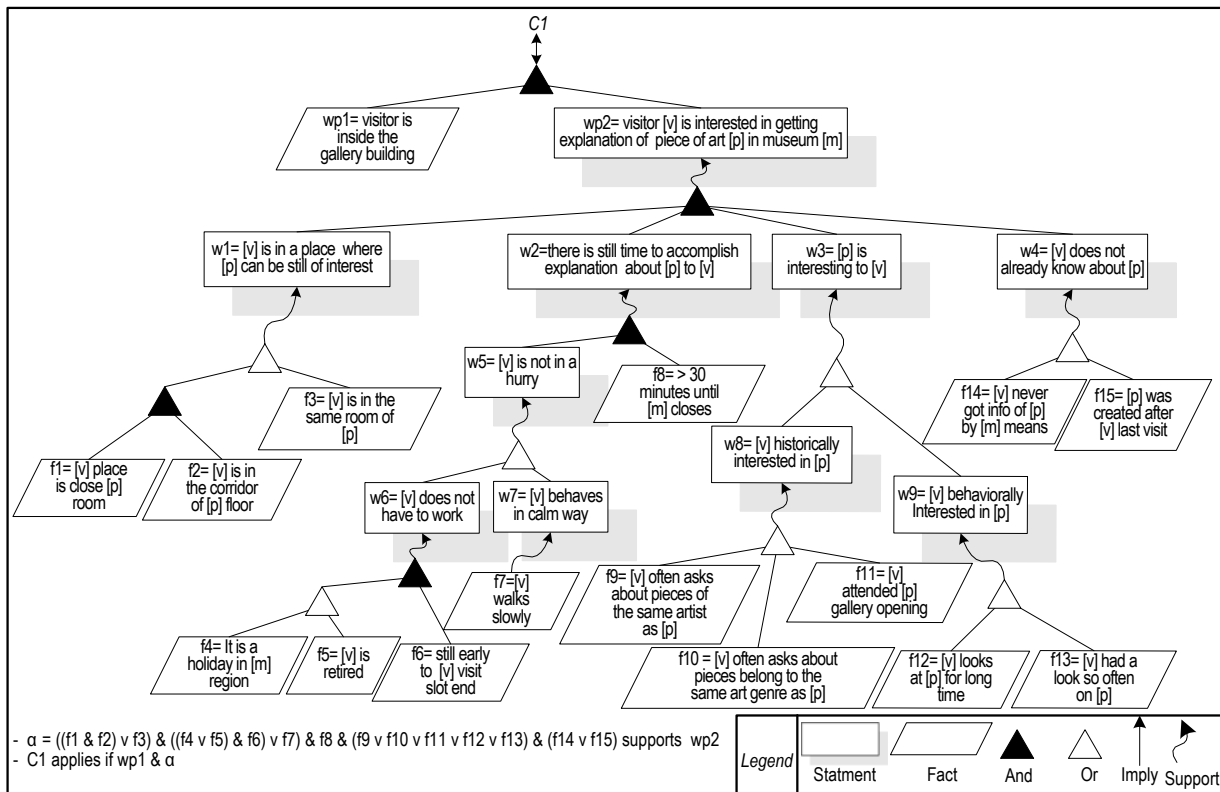 C1
wp1= visitor is
inside the
gallery building
wp2= visitor [v] is interested in getting
explanation of piece of art [p] in museum [m]
w1= [v] is in a place where
[p] can be still of interest
w2=there is still time to accomplish
explanation about [p] to [v]
w3= [p] is
interesting to [v]
w4= [v] does not
already know about [p]
w5= [v] is not in a
hurry
f8= > 30
minutes until
[m] closes
f3= [v] is in the
same room of
[p]
f14= [v] never
got info of [p]
by [m] means
f15= [p] was
created after
[v] last visit
f1= [v] place
is close [p]
room
f2= [v] is in
the corridor
of [p] floor
w8= [v] historically
interested in [p]
w6= [v] does not
have to work
w7= [v] behaves
in calm way
w9= [v] behaviorally
Interested in [p]
f7=[v]
walks
slowly
f9= [v] often asks
about pieces of
the same artist
as [p]
f11= [v]
attended [p]
gallery opening
f4= It is a
holiday in [m]
region
f5= [v] is
retired
f6= still early
to [v] visit
slot end
f10 = [v] often asks about
pieces belong to the
same art genre as [p]
f12= [v] looks
at [p] for long
time
f13= [v] had a
look so often
on [p]
- α = ((f1 & f2) v f3) & ((f4 v f5) & f6) v f7) & f8 & (f9 v f10 v f11 v f12 v f13) & (f14 v f15) supports wp2
- C1 applies if wp1 & α
Legend
Statment
Fact
And
Or
Imply
Support